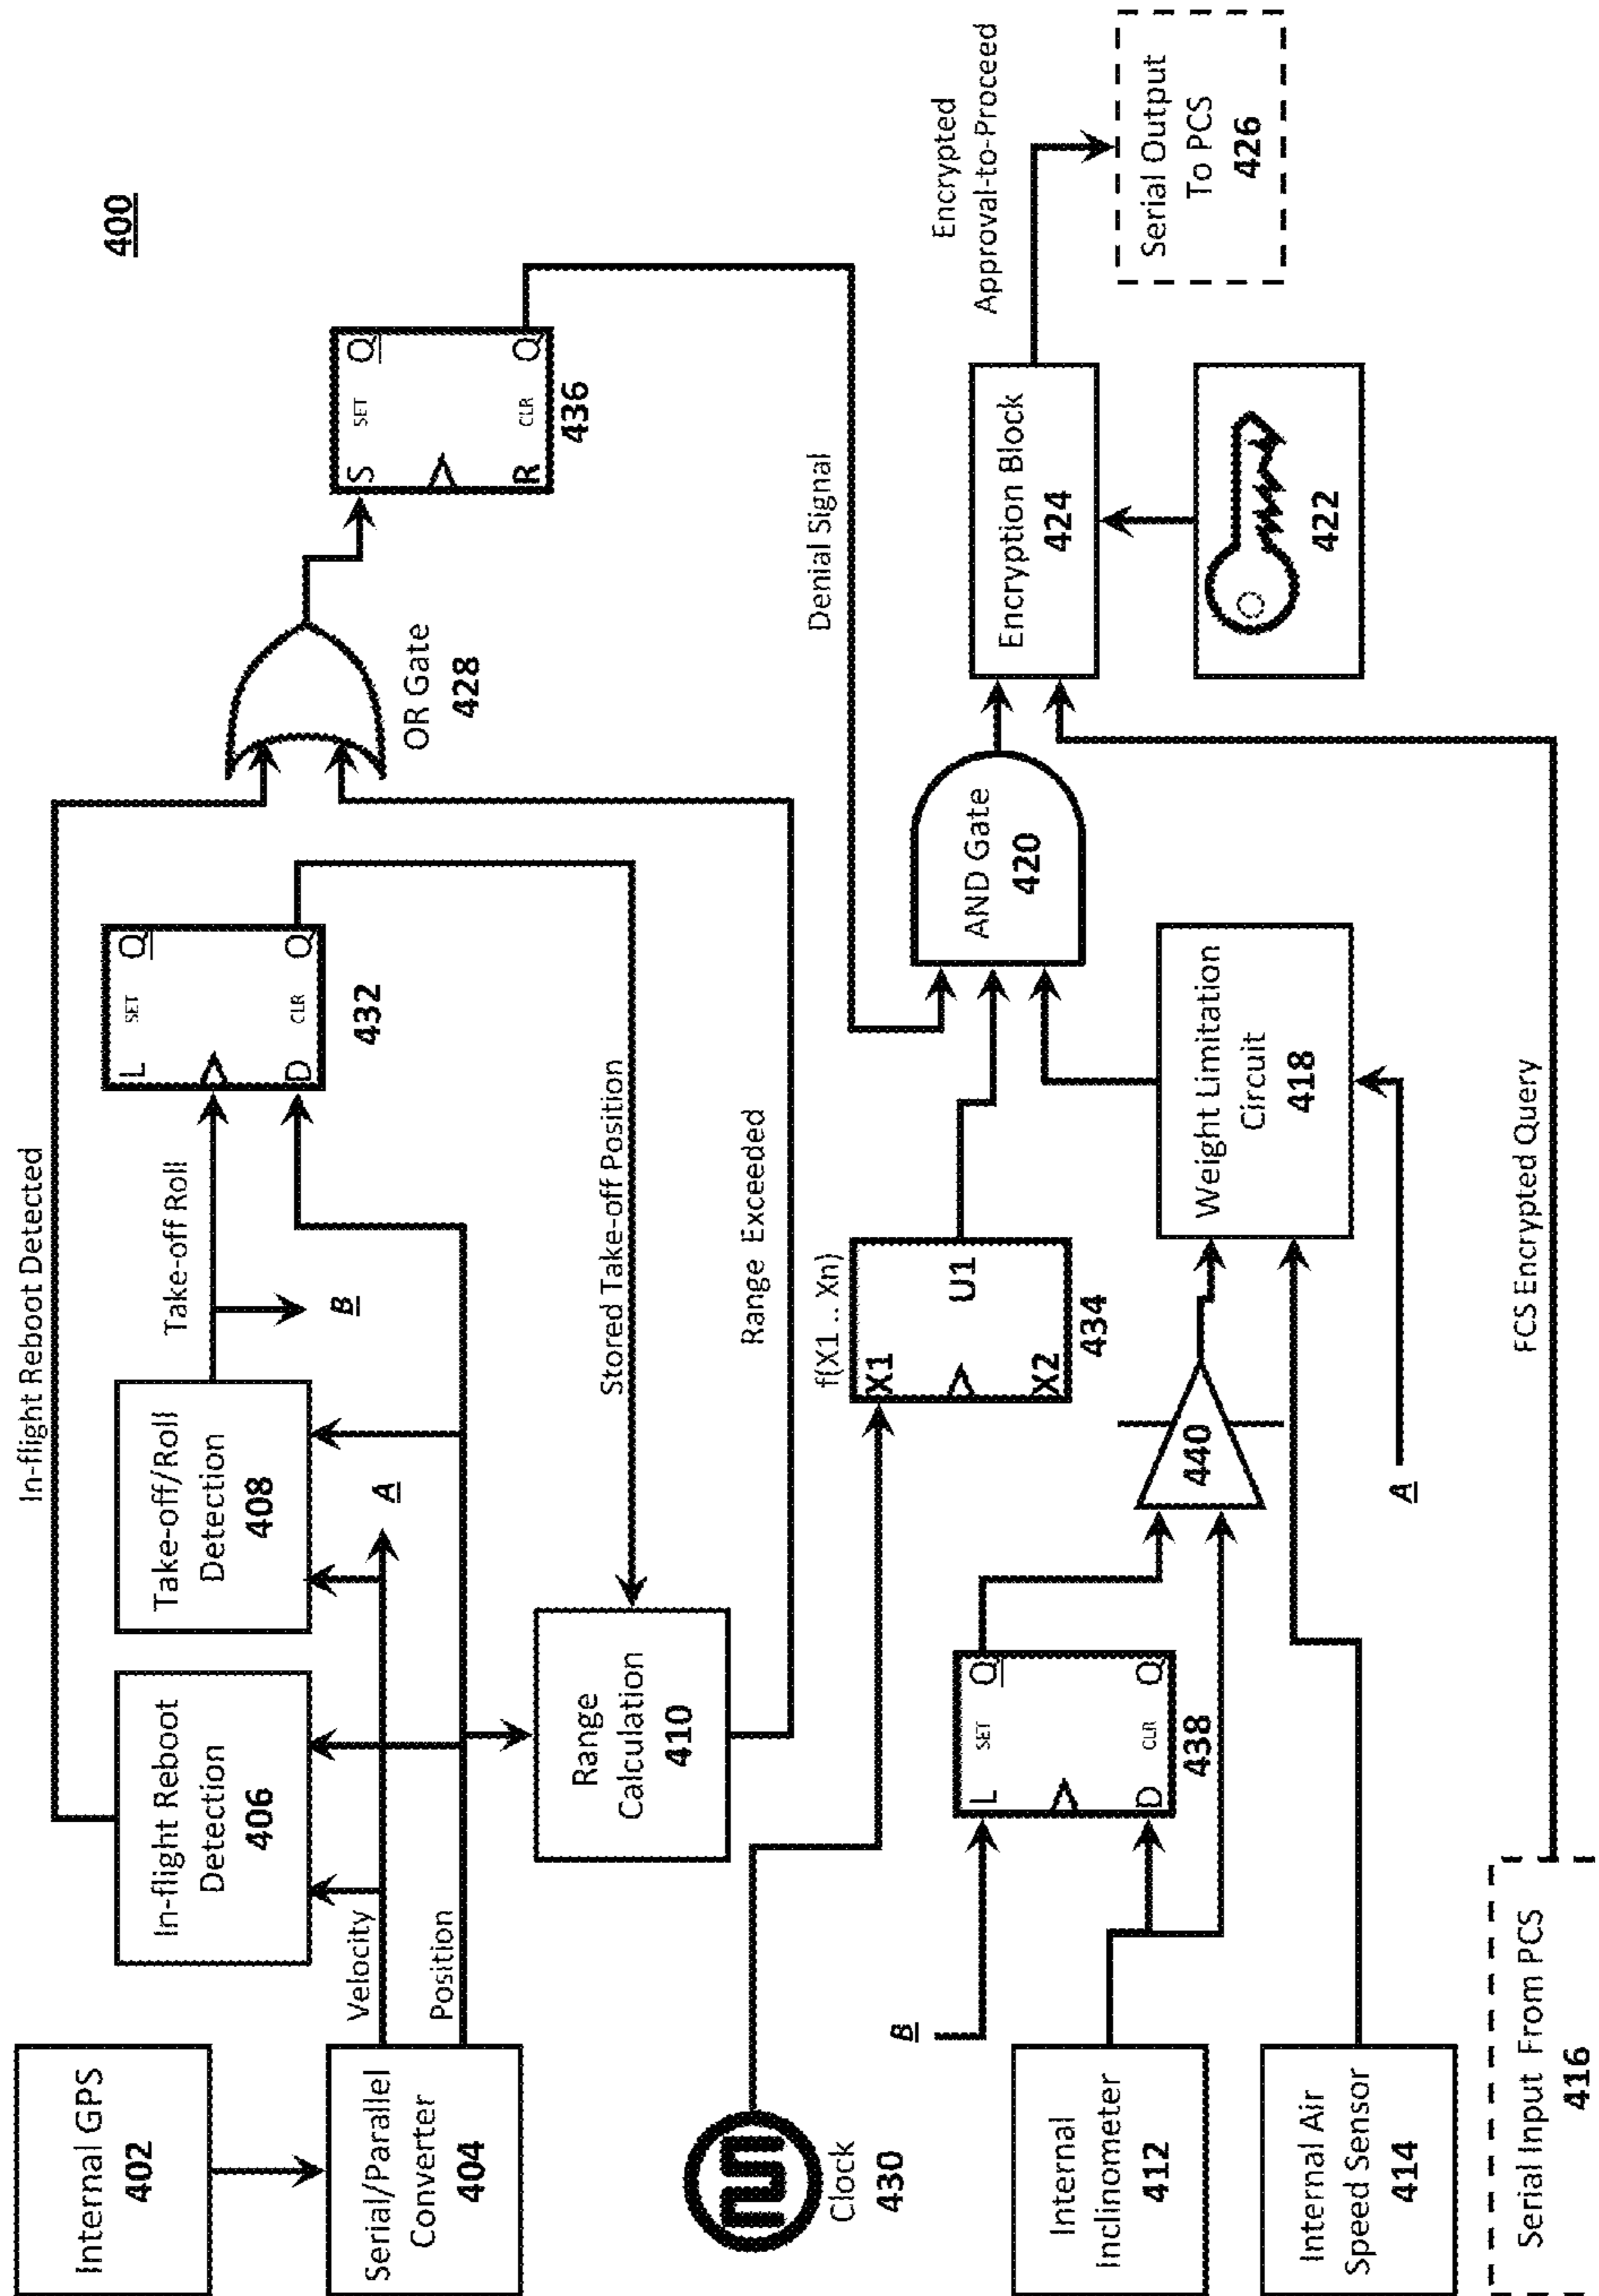 400
Internal GPS
402
Serial/Parallel
Converter
404
Velocity
Position
In-flight Reboot
Detection
406
Take-off/Roll
Detection
408
In-flight Reboot Detected
Take-off Roll
B
A
L
SET
Q
D
CLR
Q
432
OR Gate
428
S
SET
Q
R
CLR
Q
436
Range
Calculation
410
Stored Take-off Position
Range Exceeded
Denial Signal
Clock
430
f(X1 .. Xn)
X1
U1
X2
434
AND Gate
420
Encryption Block
424
Encrypted
Approval-to-Proceed
Serial Output
To PCS
426
422
B
L
SET
Q
D
CLR
Q
438
Internal
Inclinometer
412
440
Weight Limitation
Circuit
418
Internal Air
Speed Sensor
414
A
Serial Input From PCS
416
FCS Encrypted Query